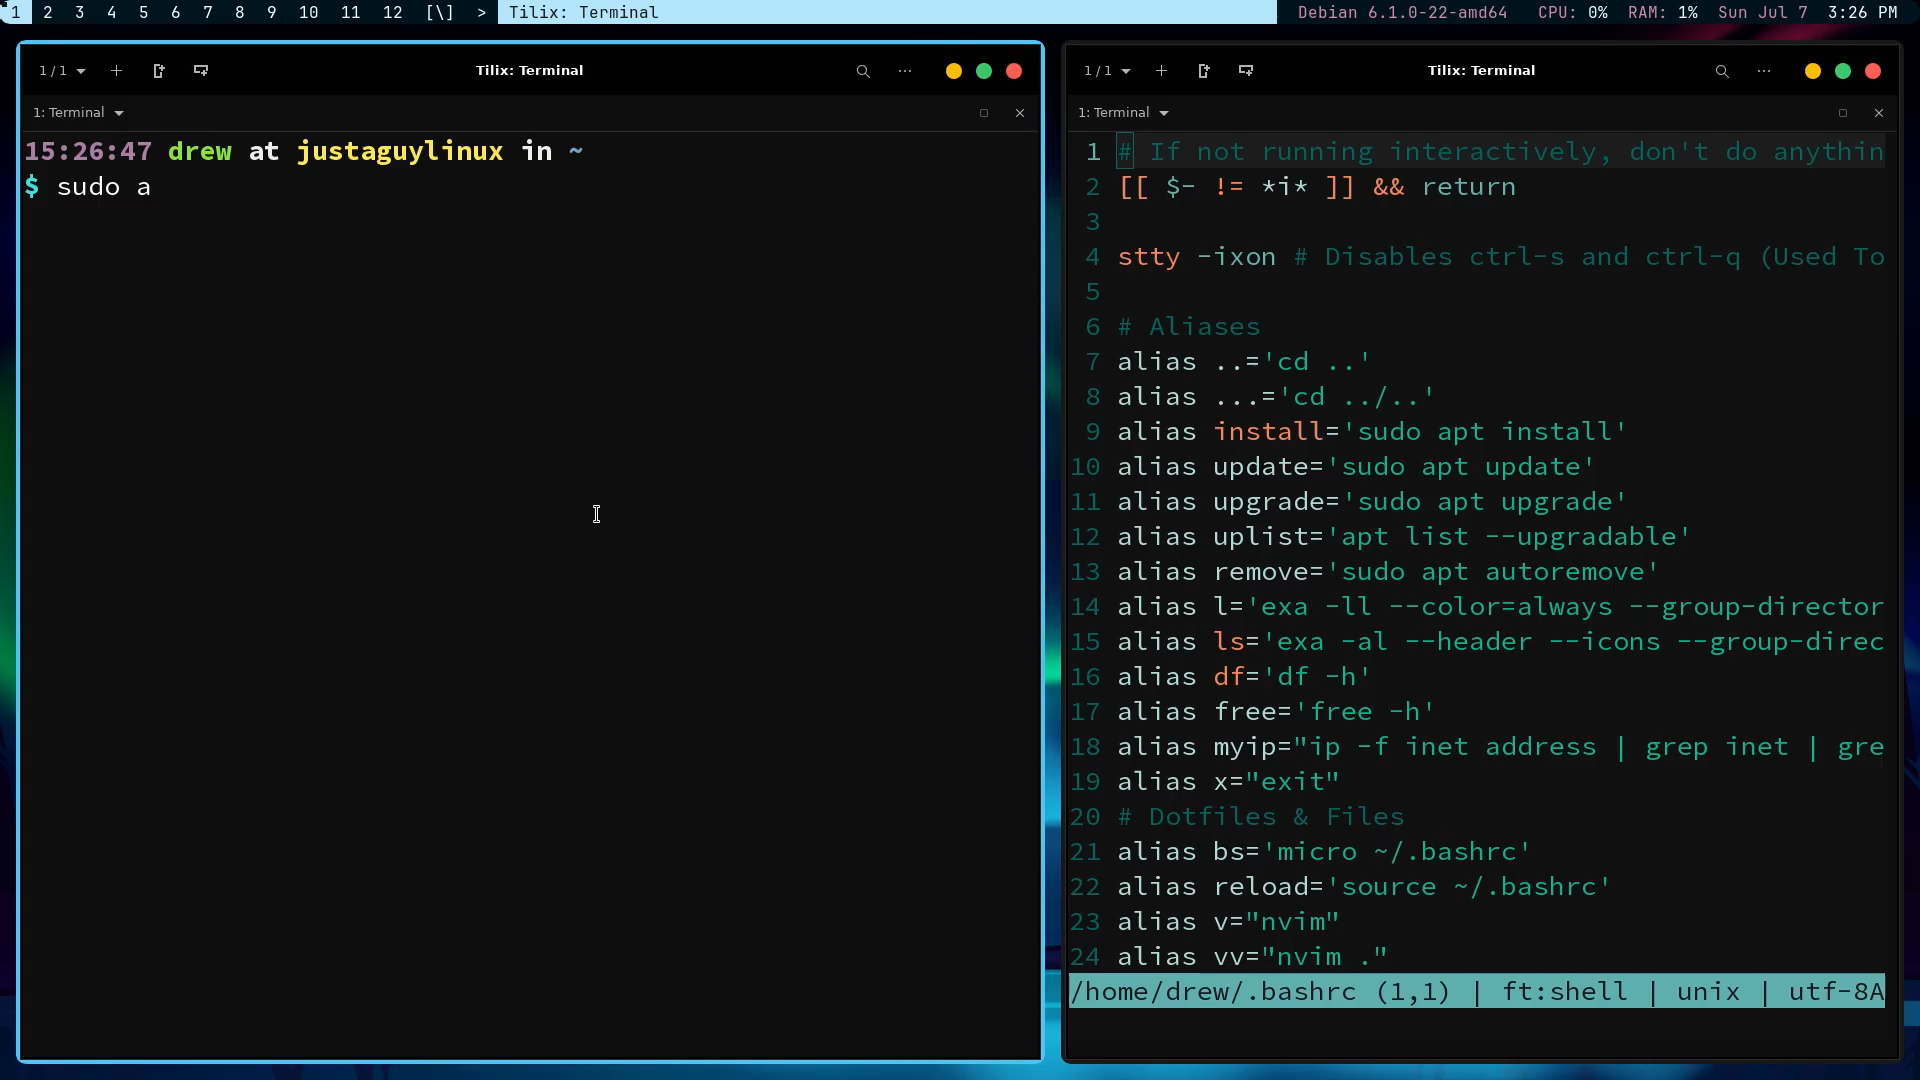 1 2 3 4 5 6 7 8 9 10 11 12 [\] > Tilix: Terminal Debian 6.1.0-22-amd64 CPU: 0% RAM: 1% Sun Jul 7 3:26 PM
1 / 1 Tilix: Terminal
1: Terminal
15:26:47 drew at justaguylinux in ~
$ sudo a
1 / 1 Tilix: Terminal
1: Terminal
1 # If not running interactively, don't do anythin
2 [[ $- != *i* ]] && return
3
4 stty -ixon # Disables ctrl-s and ctrl-q (Used To
5
6 # Aliases
7 alias ..='cd ..'
8 alias ...='cd ../..'
9 alias install='sudo apt install'
10 alias update='sudo apt update'
11 alias upgrade='sudo apt upgrade'
12 alias uplist='apt list --upgradable'
13 alias remove='sudo apt autoremove'
14 alias l='exa -ll --color=always --group-director
15 alias ls='exa -al --header --icons --group-direc
16 alias df='df -h'
17 alias free='free -h'
18 alias myip="ip -f inet address | grep inet | gre
19 alias x="exit"
20 # Dotfiles & Files
21 alias bs='micro ~/.bashrc'
22 alias reload='source ~/.bashrc'
23 alias v="nvim"
24 alias vv="nvim ."
/home/drew/.bashrc (1,1) | ft:shell | unix | utf-8A